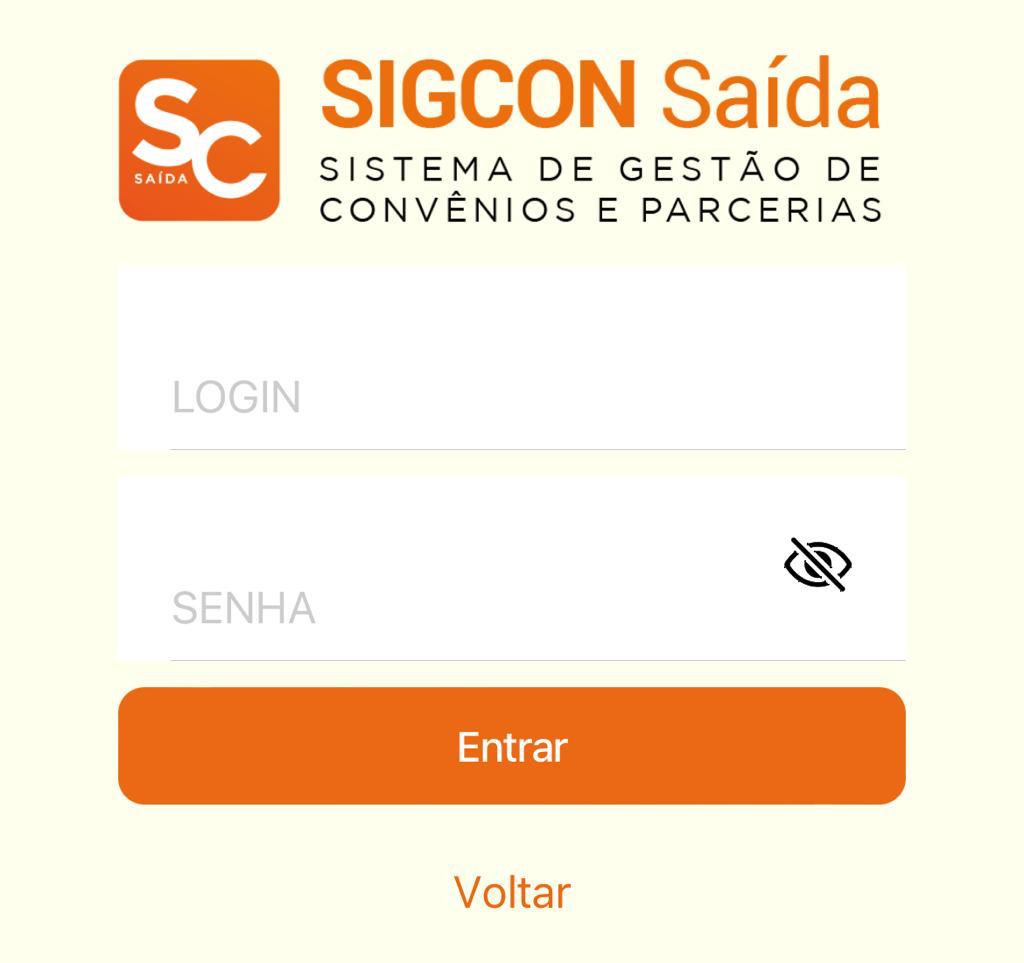 SC
SAÍDA
SIGCON Saída
SISTEMA DE GESTÃO DE
CONVÊNIOS E PARCERIAS
LOGIN
SENHA
Entrar
Voltar